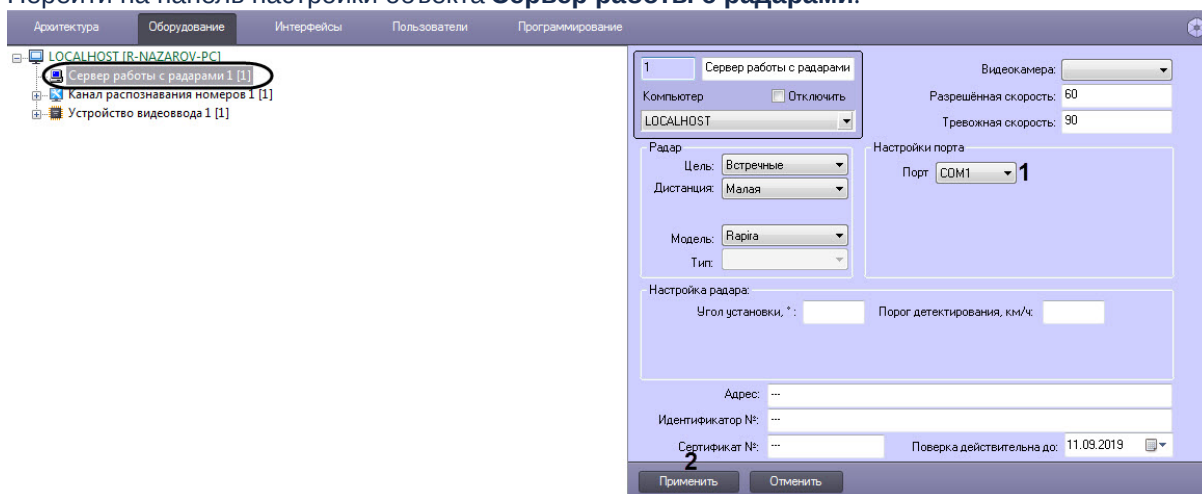 Перейти на панель настройки объекта Сервер работы с радарами.
Архитектура Оборудование Интерфейсы Пользователи Программирование
LOCALHOST [R-NAZAROV-PC]
Сервер работы с радарами 1 [1]
Канал распознавания номеров 1 [1]
Устройство видеоввода 1 [1]
1 Сервер работы с радарами
Компьютер Отключить
LOCALHOST
Видеокамера:
Разрешённая скорость: 60
Тревожная скорость: 90
Радар
Цель: Встречные
Дистанция: Малая
Модель: Rapira
Тип:
Настройки порта
Порт COM1 1
Настройка радара:
Угол установки, ° : Порог детектирования, км/ч:
Адрес: ---
Идентификатор №: ---
Сертификат №: --- Поверка действительна до: 11.09.2019
2
Применить Отменить